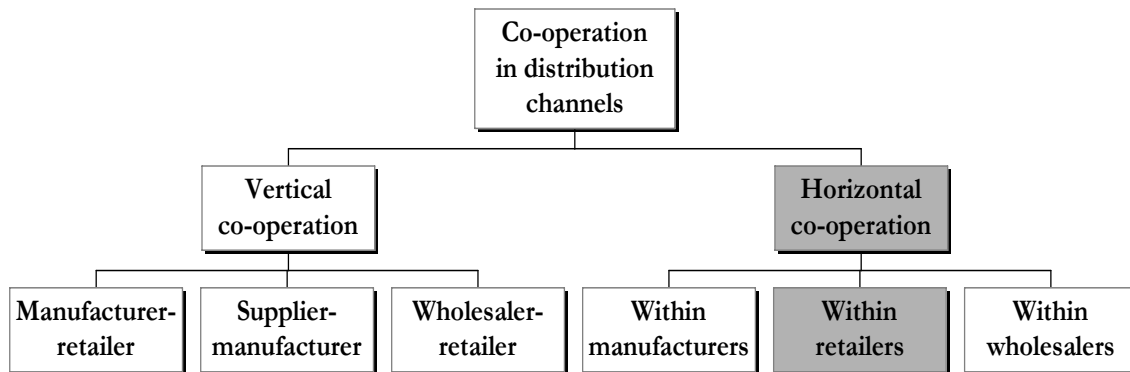 Co-operation
in distribution
channels
Vertical
co-operation
Horizontal
co-operation
Manufacturer-
retailer
Supplier-
manufacturer
Wholesaler-
retailer
Within
manufacturers
Within
retailers
Within
wholesalers